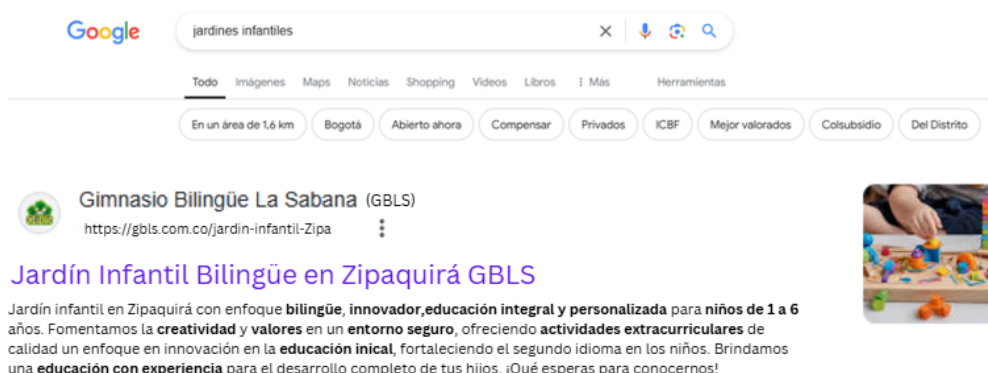 Google
jardines infantiles
Todo Imágenes Maps Noticias Shopping Videos Libros Más Herramientas
En un área de 1,6 km Bogotá Abierto ahora Compensar Privados ICBF Mejor valorados Colsubsidio Del Distrito
Gimnasio Bilingüe La Sabana (GBLS)
https://gbls.com.co/jardin-infantil-Zipa
Jardín Infantil Bilingüe en Zipaquirá GBLS
Jardín infantil en Zipaquirá con enfoque bilingüe, innovador,educación integral y personalizada para niños de 1 a 6
años. Fomentamos la creatividad y valores en un entorno seguro, ofreciendo actividades extracurriculares de
calidad un enfoque en innovación en la educación inical, fortaleciendo el segundo idioma en los niños. Brindamos
una educación con experiencia para el desarrollo completo de tus hijos. ¡Qué esperas para conocernos!